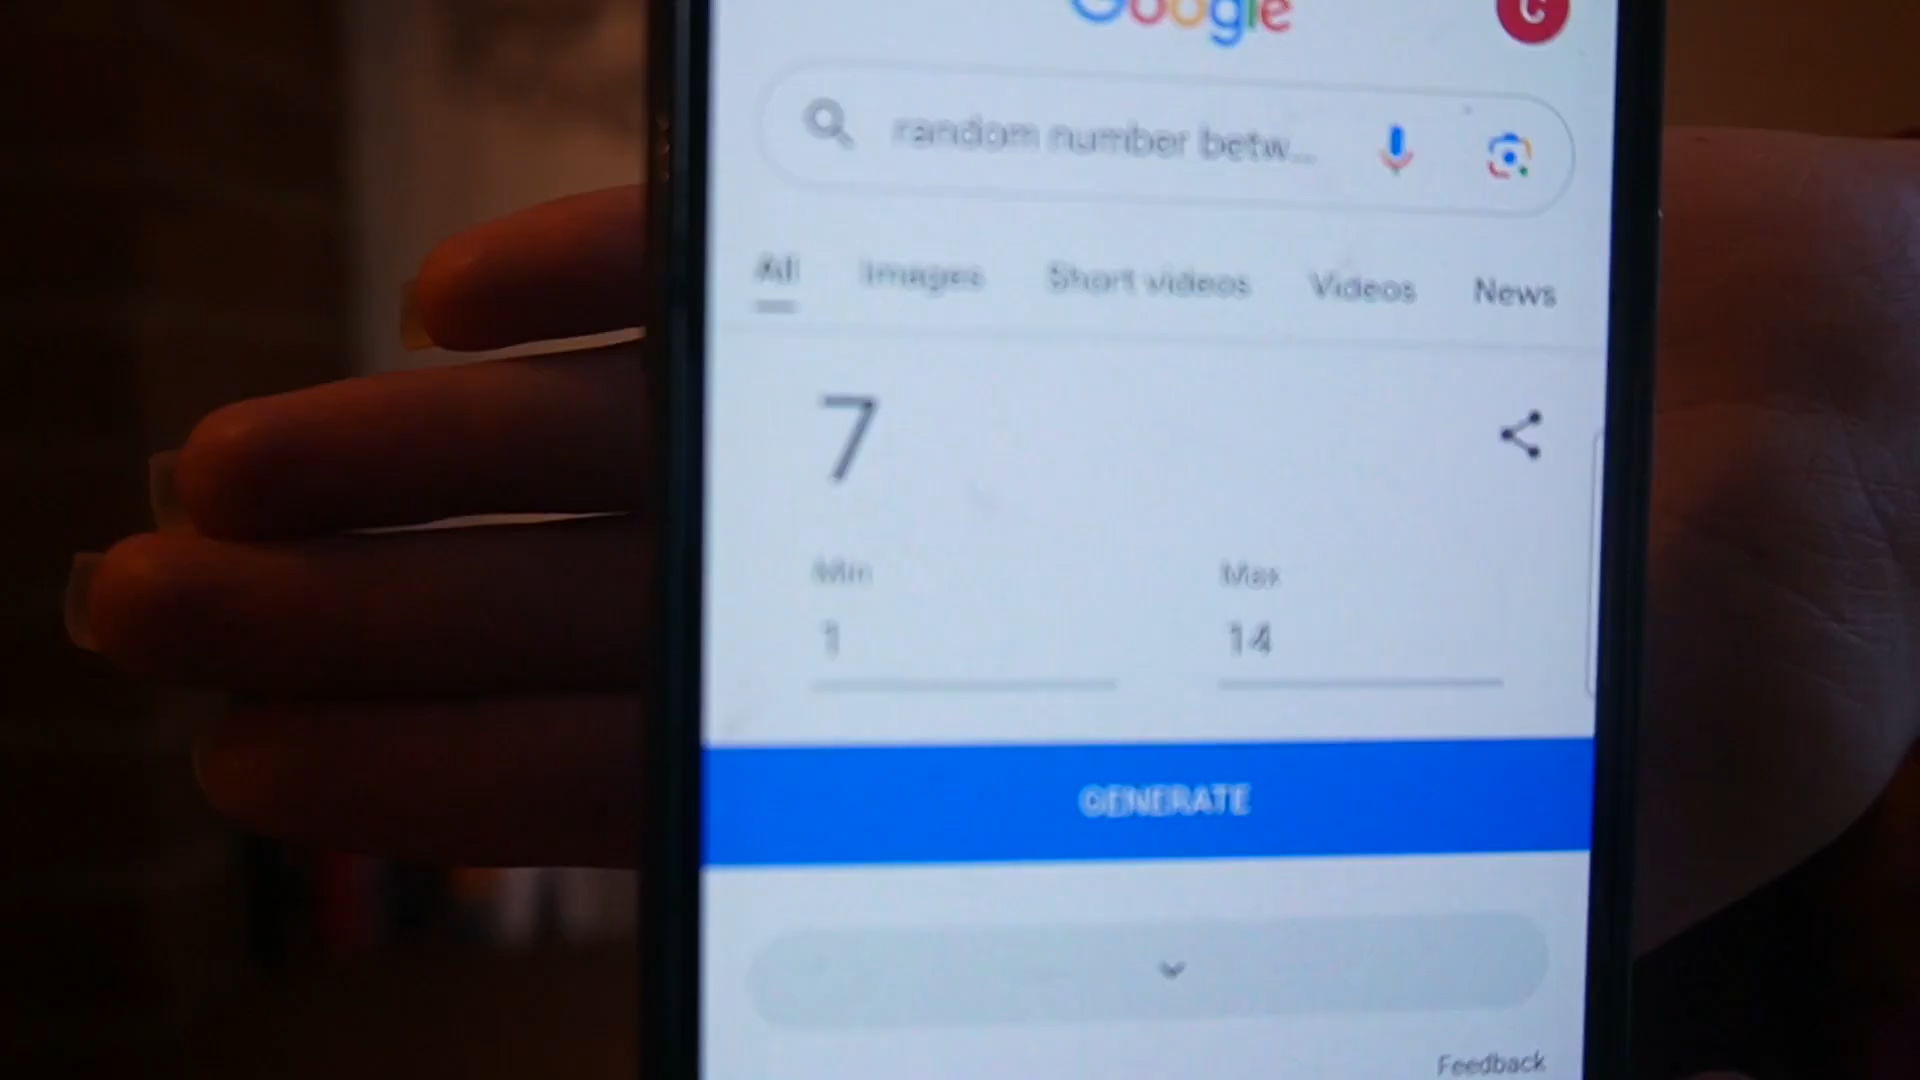 Google
G
random number betw...
All Images Short videos Videos News
7
Min Max
1 14
GENERATE
Feedback